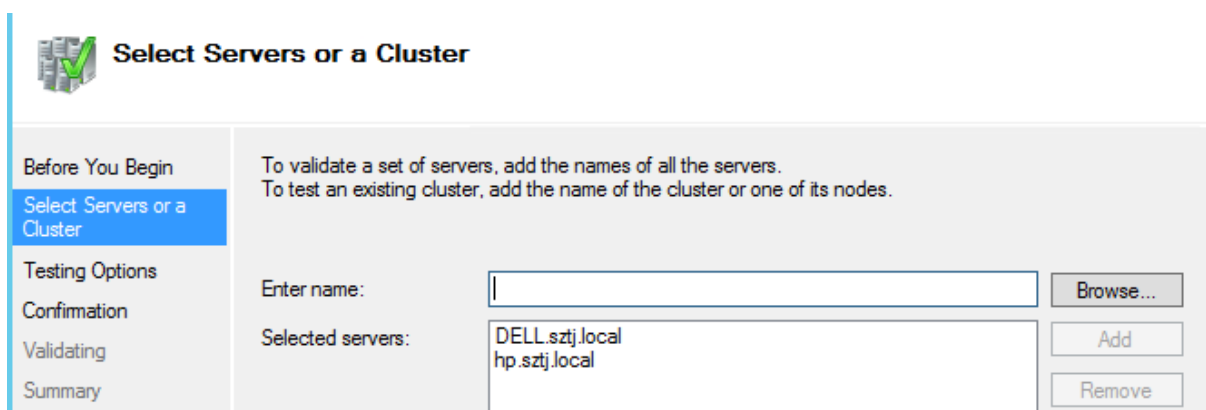 Select Servers or a Cluster
Before You Begin
Select Servers or a
Cluster
Testing Options
Confirmation
Validating
Summary
To validate a set of servers, add the names of all the servers.
To test an existing cluster, add the name of the cluster or one of its nodes.
Enter name:
Browse...
Selected servers:
DELL.sztj.local
hp.sztj.local
Add
Remove